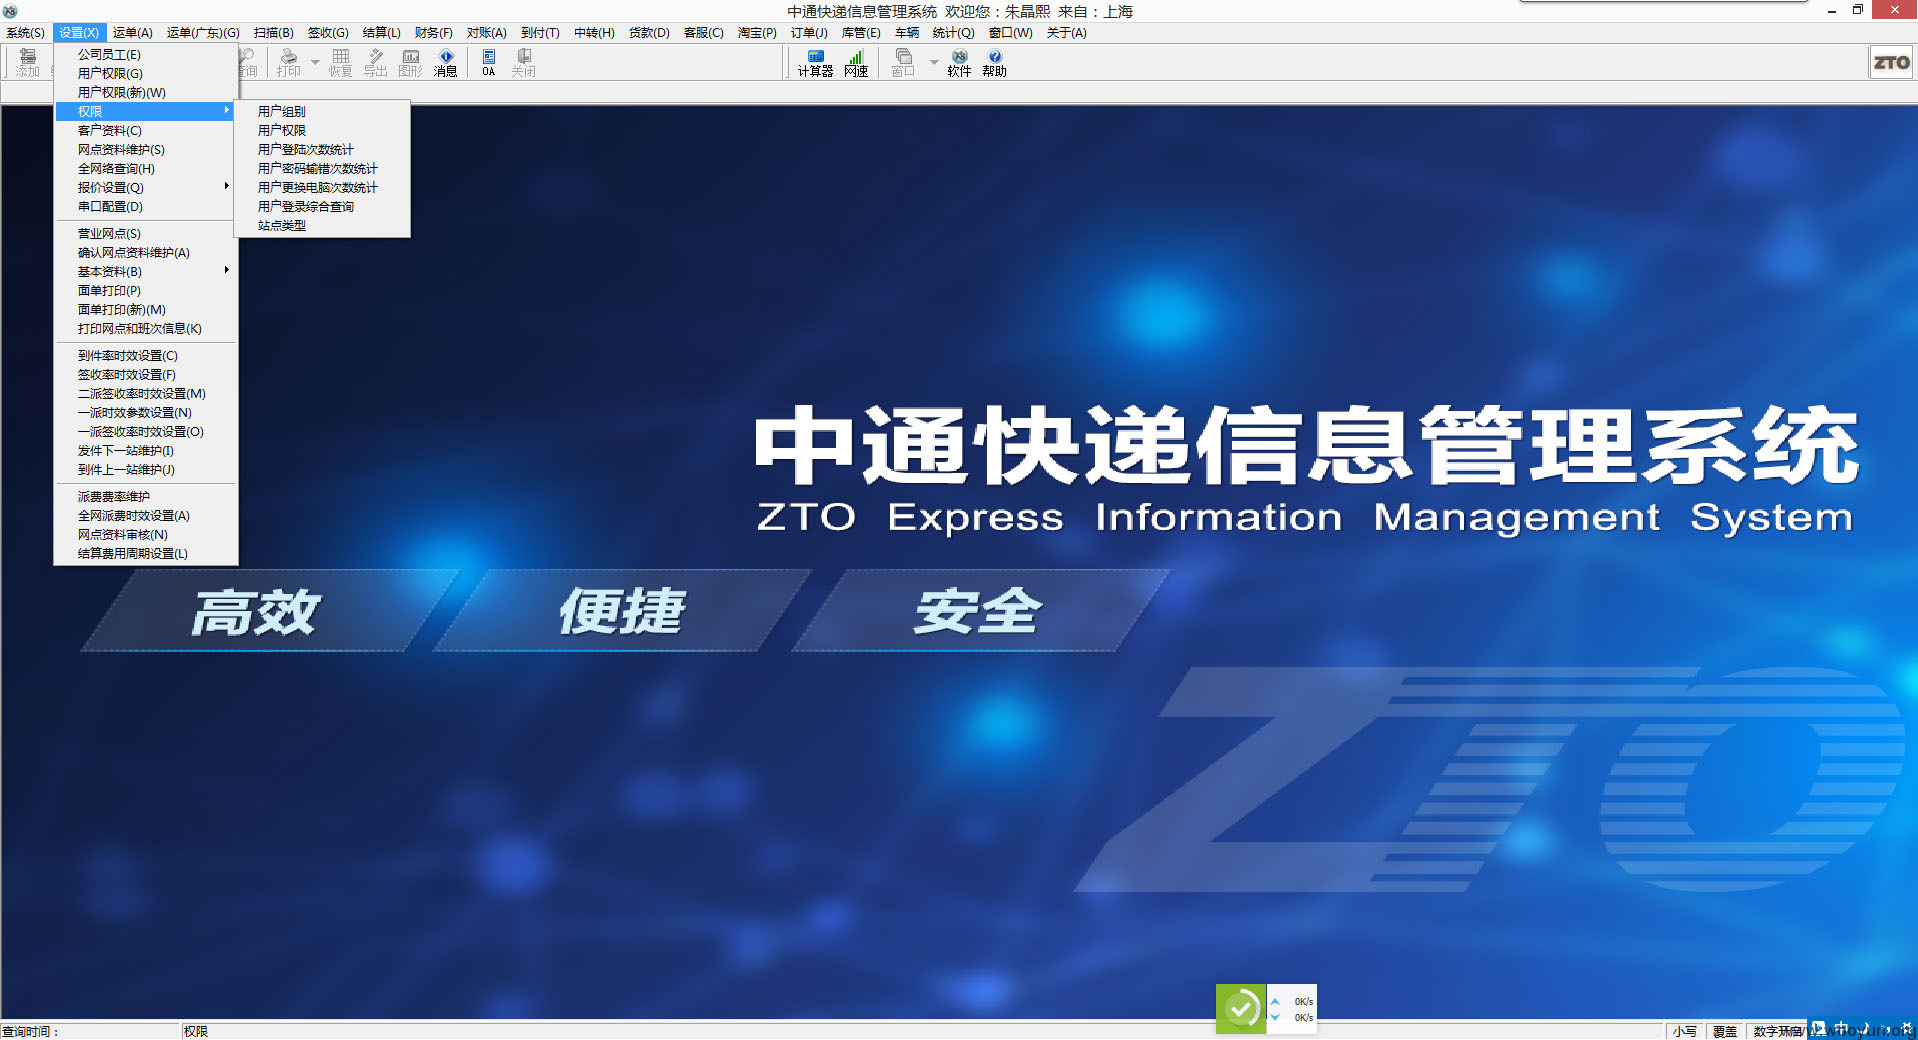 中通快递信息管理系统 欢迎您：朱晶熙 来自：上海
系统(S) 设置(X) 运单(A) 运单(广东)(G) 扫描(B) 签收(G) 结算(L) 财务(F) 对账(A) 到付(T) 中转(H) 货款(D) 客服(C) 淘宝(P) 订单(J) 库管(E) 车辆 统计(Q) 窗口(W) 关于(A)
添加 打印 恢复 导出 图形 消息 OA 关闭 计算器 网速 窗口 软件 帮助 ZTO
公司员工(E)
用户权限(G)
用户权限(新)(W)
权限
客户资料(C)
网点资料维护(S)
全网络查询(H)
报价设置(Q)
串口配置(D)
营业网点(S)
确认网点资料维护(A)
基本资料(B)
面单打印(P)
面单打印(新)(M)
打印网点和班次信息(K)
到件率时效设置(C)
签收率时效设置(F)
二派签收率时效设置(M)
一派时效参数设置(N)
一派签收率时效设置(O)
发件下一站维护(I)
到件上一站维护(J)
派费费率维护
全网派费时效设置(A)
网点资料审核(N)
结算费用周期设置(L)
用户组别
用户权限
用户登陆次数统计
用户密码输错次数统计
用户更换电脑次数统计
用户登录综合查询
站点类型
中通快递信息管理系统
ZTO Express Information Management System
高效 便捷 安全
ZTO
0K/s
0K/s
查询时间： 权限 小写 覆盖 数字开启 中